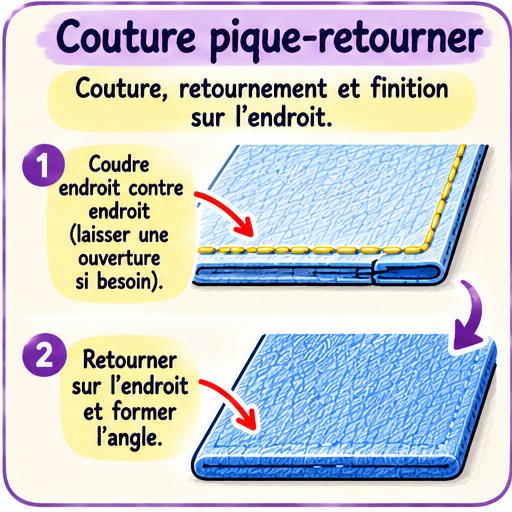 Couture pique-retourner
Couture, retournement et finition
sur l'endroit.
1
Coudre
endroit contre
endroit
(laisser une
ouverture
si besoin).
2
Retourner
sur l'endroit
et former
l'angle.